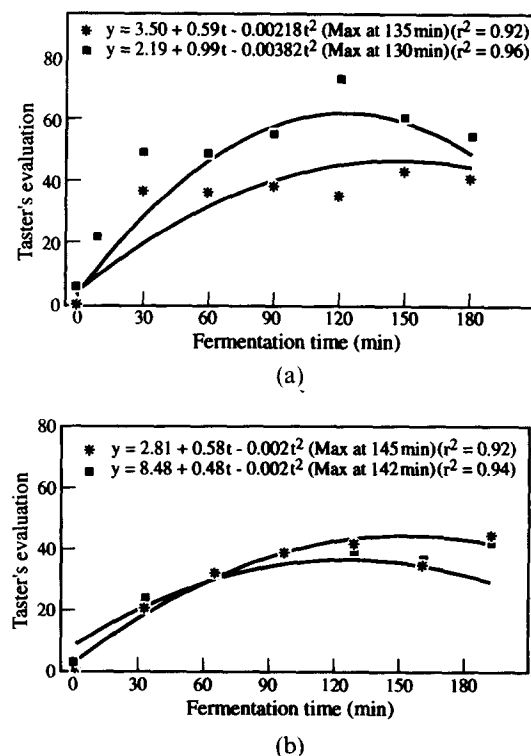 * y = 3.50 + 0.59t - 0.00218t² (Max at 135min)(r² = 0.92)
■ y = 2.19 + 0.99t - 0.00382t² (Max at 130min)(r² = 0.96)
80
60
40
20
0
Taster's evaluation
0 30 60 90 120 150 180
Fermentation time (min)
(a)
* y = 2.81 + 0.58t - 0.002t² (Max at 145min)(r² = 0.92)
■ y = 8.48 + 0.48t - 0.002t² (Max at 142min)(r² = 0.94)
80
60
40
20
0
Taster's evaluation
0 30 60 90 120 150 180
Fermentation time (min)
(b)